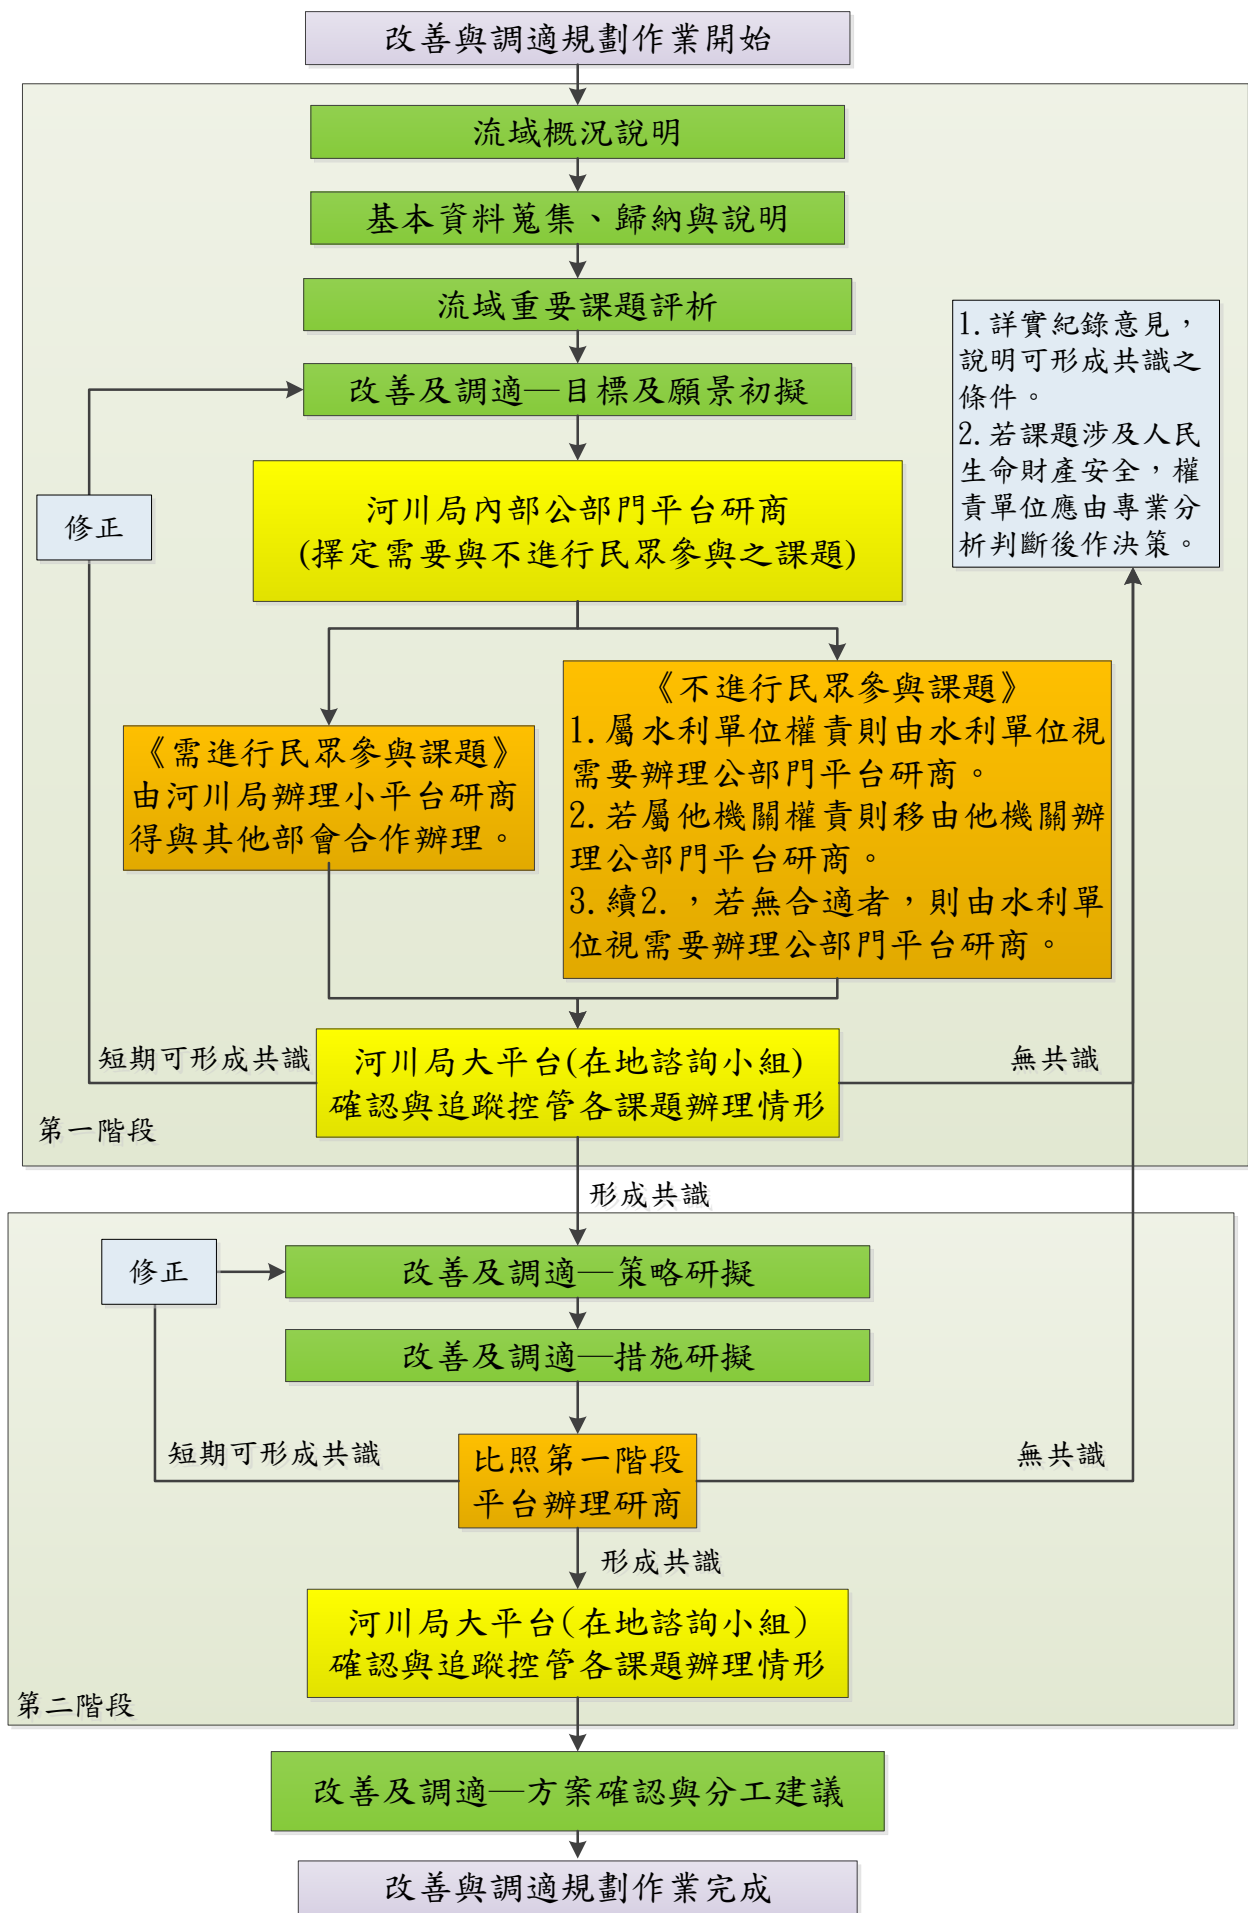 改善與調適規劃作業開始
流域概況說明
基本資料蒐集、歸納與說明
流域重要課題評析
改善及調適—目標及願景初擬
1.詳實紀錄意見，
說明可形成共識之
條件。
2.若課題涉及人民
生命財產安全，權
責單位應由專業分
析判斷後作決策。
修正
河川局內部公部門平台研商
(擇定需要與不進行民眾參與之課題)
《需進行民眾參與課題》
由河川局辦理小平台研商
得與其他部會合作辦理。
《不進行民眾參與課題》
1.屬水利單位權責則由水利單位視
需要辦理公部門平台研商。
2.若屬他機關權責則移由他機關辦
理公部門平台研商。
3.續2.，若無合適者，則由水利單
位視需要辦理公部門平台研商。
短期可形成共識
河川局大平台(在地諮詢小組)
確認與追蹤控管各課題辦理情形
無共識
第一階段
形成共識
修正
改善及調適—策略研擬
改善及調適—措施研擬
短期可形成共識
比照第一階段
平台辦理研商
無共識
形成共識
河川局大平台(在地諮詢小組)
確認與追蹤控管各課題辦理情形
第二階段
改善及調適—方案確認與分工建議
改善與調適規劃作業完成